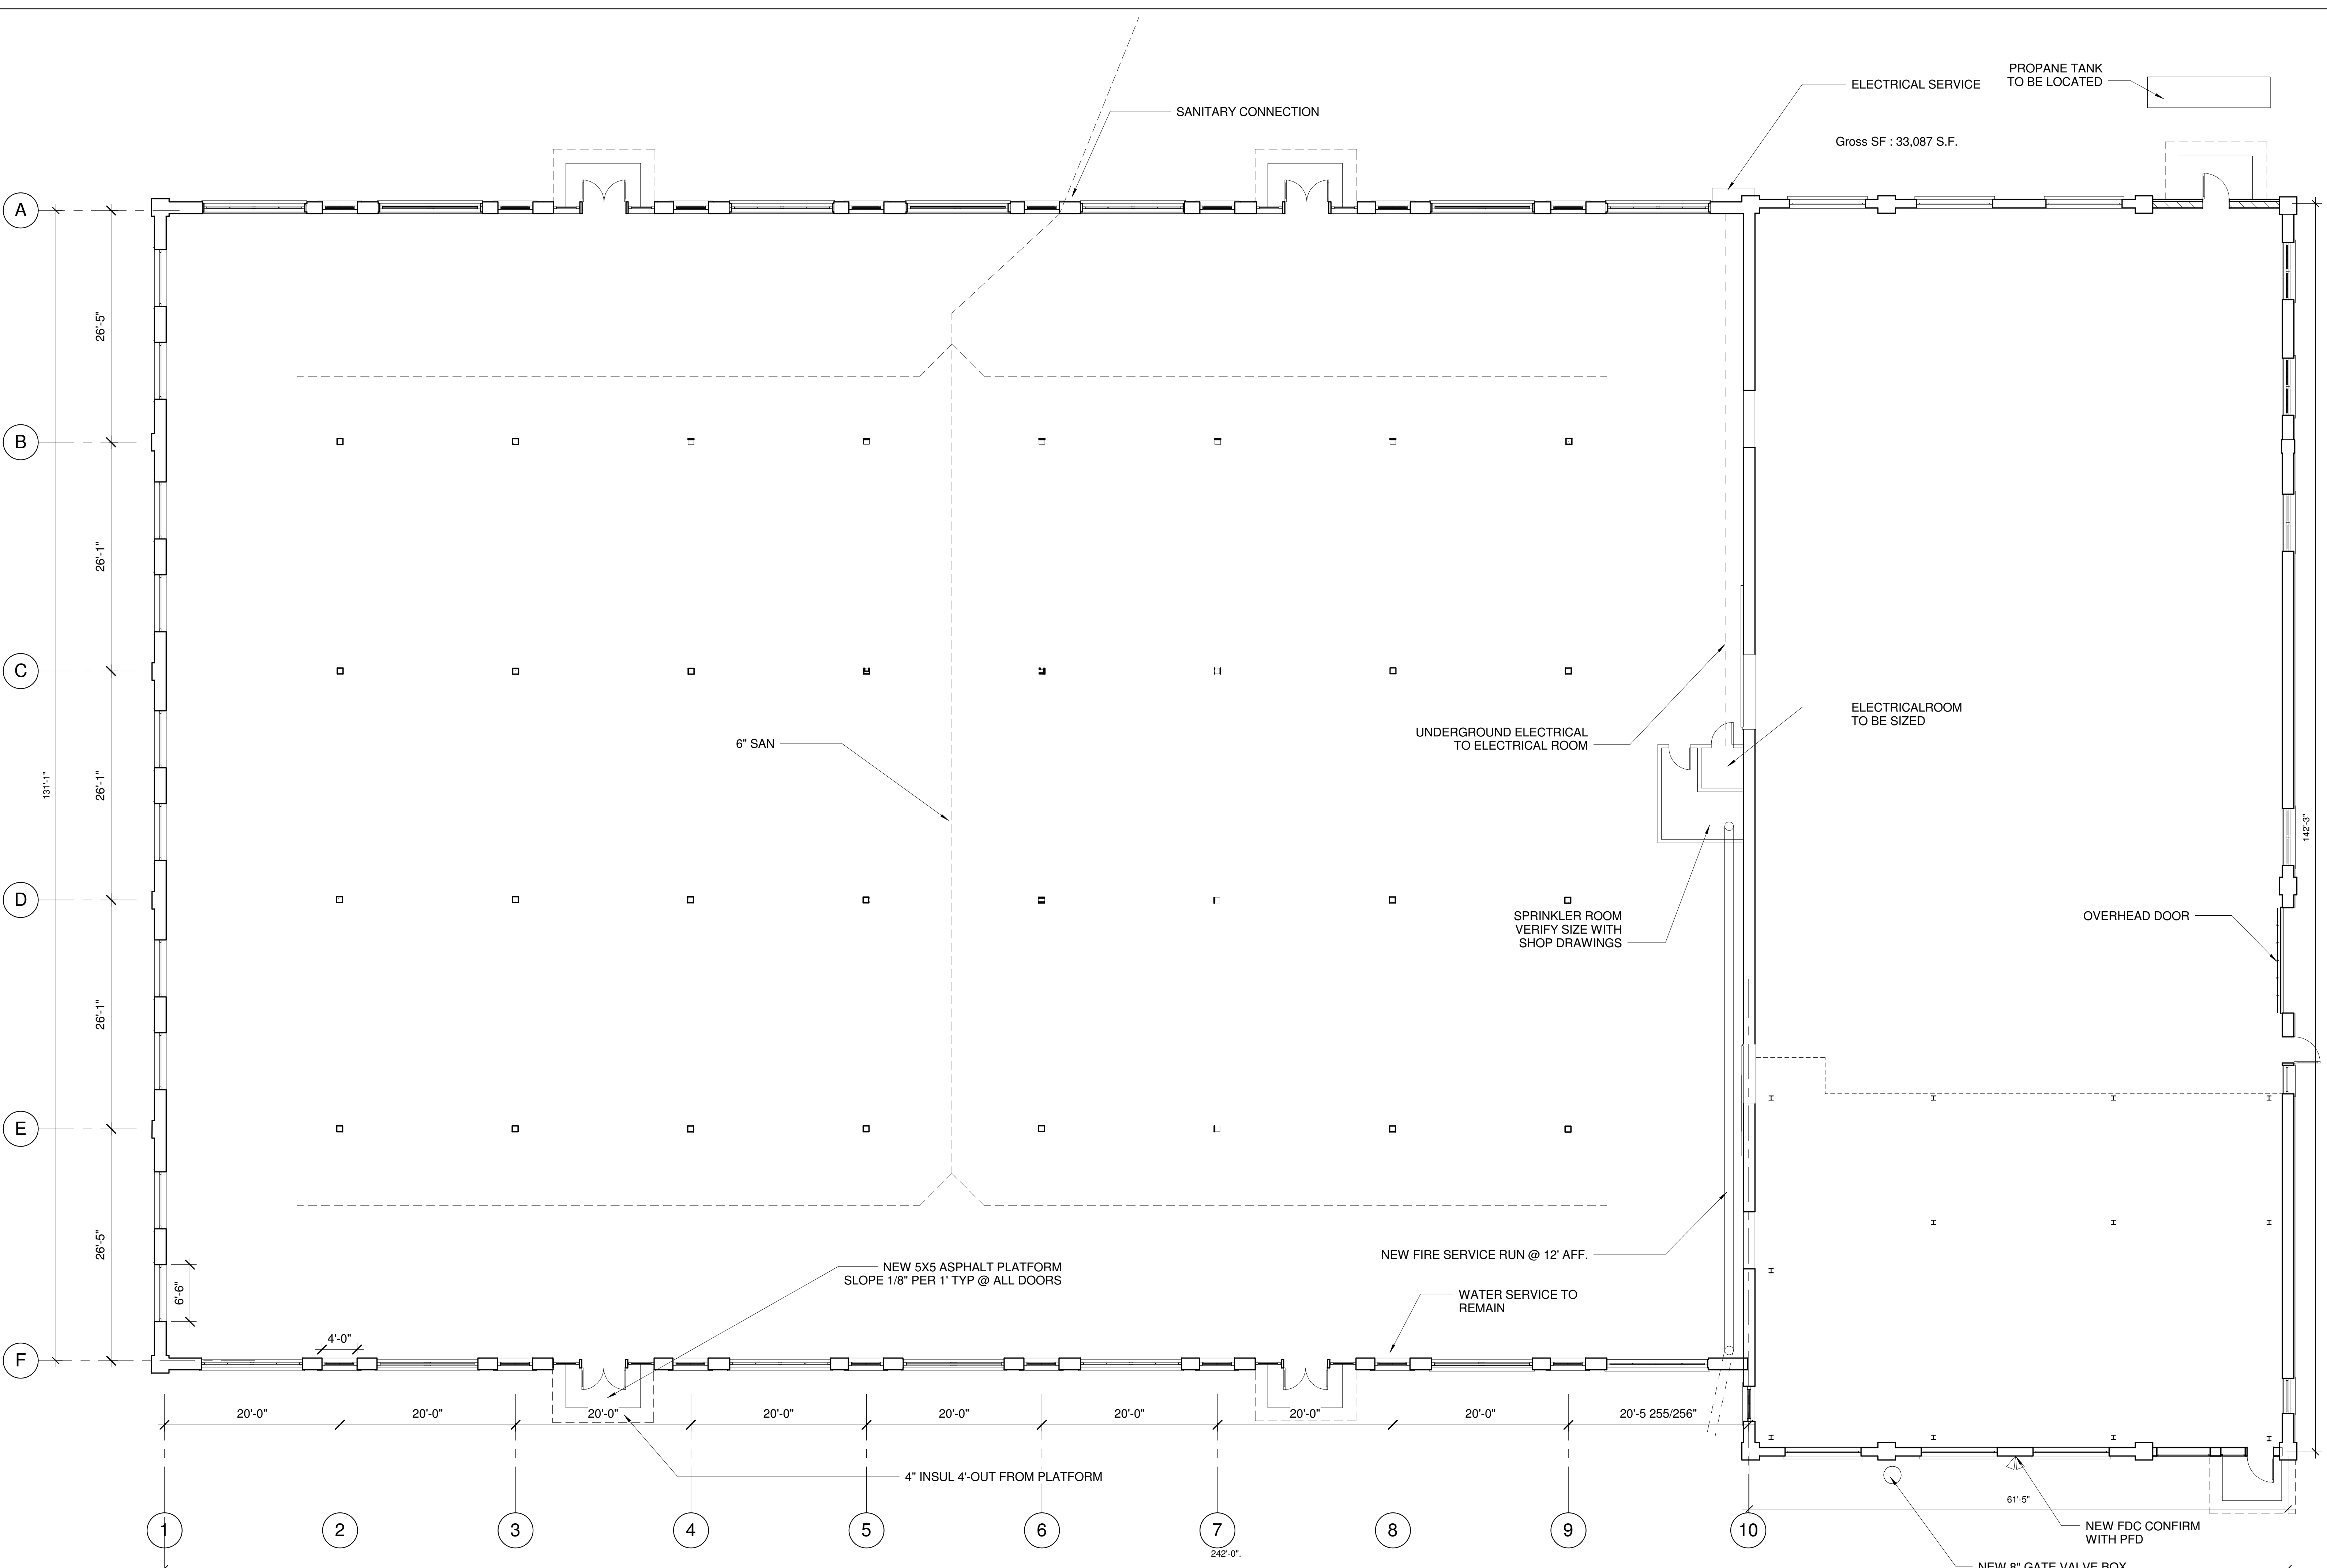 PROPANE TANK
TO BE LOCATED
ELECTRICAL SERVICE
SANITARY CONNECTION
Gross SF : 33,087 S.F.
A
B
C
D
E
F
26'-5"
26'-1"
26'-1"
26'-1"
26'-5"
131'-1"
142'-3"
6" SAN
UNDERGROUND ELECTRICAL
TO ELECTRICAL ROOM
ELECTRICALROOM
TO BE SIZED
SPRINKLER ROOM
VERIFY SIZE WITH
SHOP DRAWINGS
OVERHEAD DOOR
NEW FIRE SERVICE RUN @ 12' AFF.
NEW 5X5 ASPHALT PLATFORM
SLOPE 1/8" PER 1' TYP @ ALL DOORS
WATER SERVICE TO
REMAIN
6'-6"
4'-0"
20'-0"
20'-0"
20'-0"
20'-0"
20'-0"
20'-0"
20'-0"
20'-0"
20'-5 255/256"
4" INSUL 4'-OUT FROM PLATFORM
61'-5"
1
2
3
4
5
6
7
8
9
10
242'-0".
NEW FDC CONFIRM
WITH PFD
NEW 8" GATE VALVE BOX